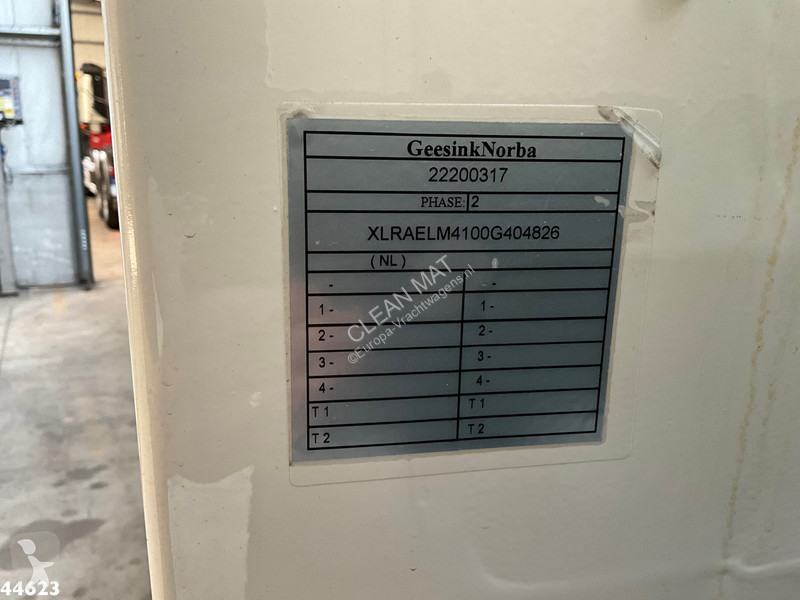 GeesinkNorba
22200317
PHASE: 2
XLRAELM4100G404826
( NL )
- -
1 - 1 -
2 - 2 -
3 - 3 -
4 - 4 -
T 1 T 1
T 2 T 2
CLEAN MAT
©Europa-Vrachtwagens.nl
44623